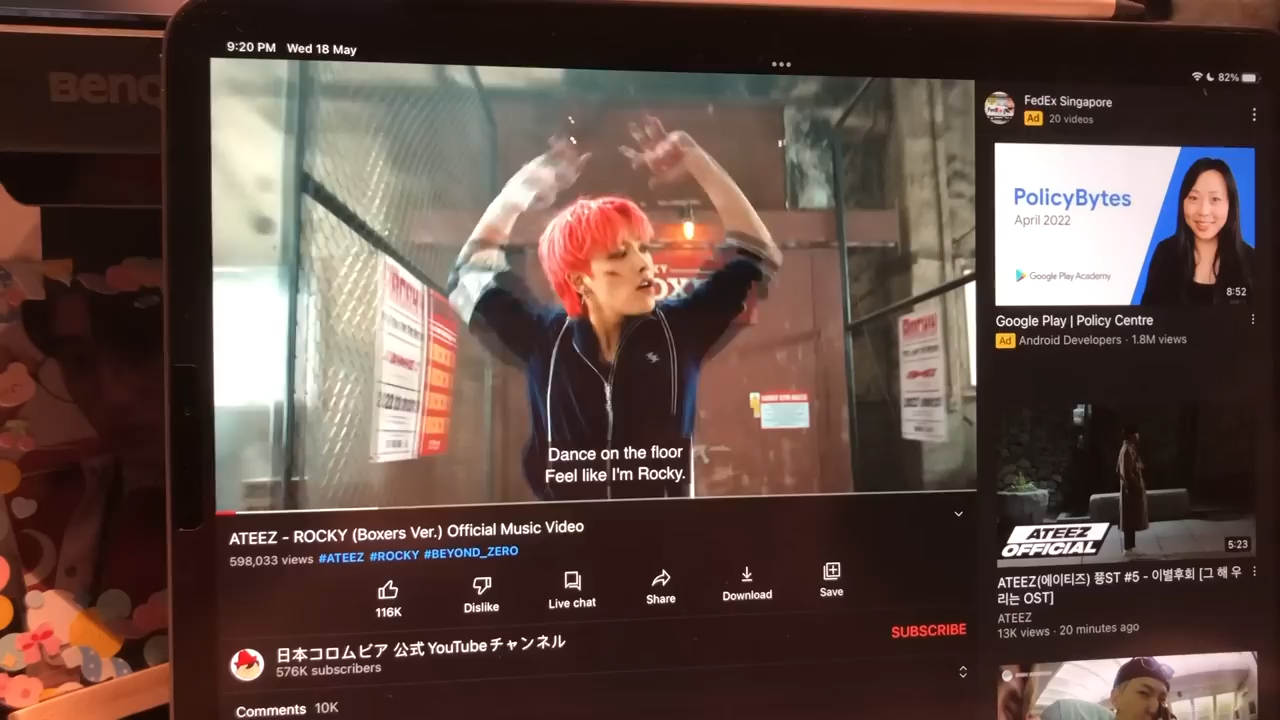 BenQ
9:20 PM Wed 18 May
82%
Dance on the floor
Feel like I'm Rocky.
ATEEZ - ROCKY (Boxers Ver.) Official Music Video
598,033 views #ATEEZ #ROCKY #BEYOND_ZERO
116K
Dislike
Live chat
Share
Download
Save
日本コロムビア 公式 YouTubeチャンネル
576K subscribers
SUBSCRIBE
Comments 10K
FedEx Singapore
Ad 20 videos
PolicyBytes
April 2022
Google Play Academy
8:52
Google Play | Policy Centre
Ad Android Developers · 1.8M views
ATEEZ
OFFICIAL
5:23
ATEEZ(에이티즈) 퐁ST #5 - 이별후회 [그 해 우
리는 OST]
ATEEZ
13K views · 20 minutes ago